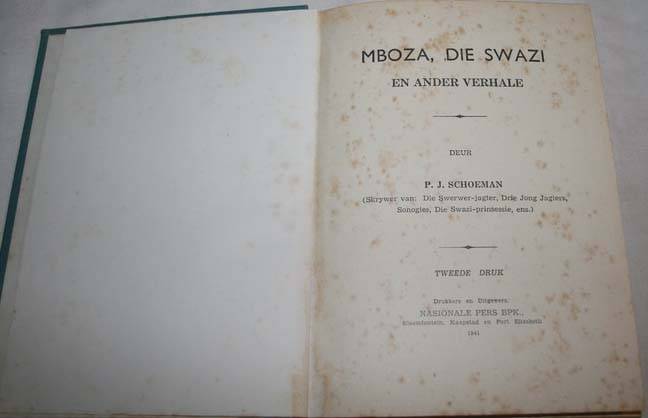 MBOZA, DIE SWAZI
EN ANDER VERHALE
DEUR
P. J. SCHOEMAN
(Skrywer van: Die Swerwer-jagter, Drie Jong Jagters,
Sonogies, Die Swazi-prinsessie, ens.)
TWEEDE DRUK
Drukkers en Uitgewers:
NASIONALE PERS BPK.,
Bloemfontein, Kaapstad en Port Elizabeth
1941